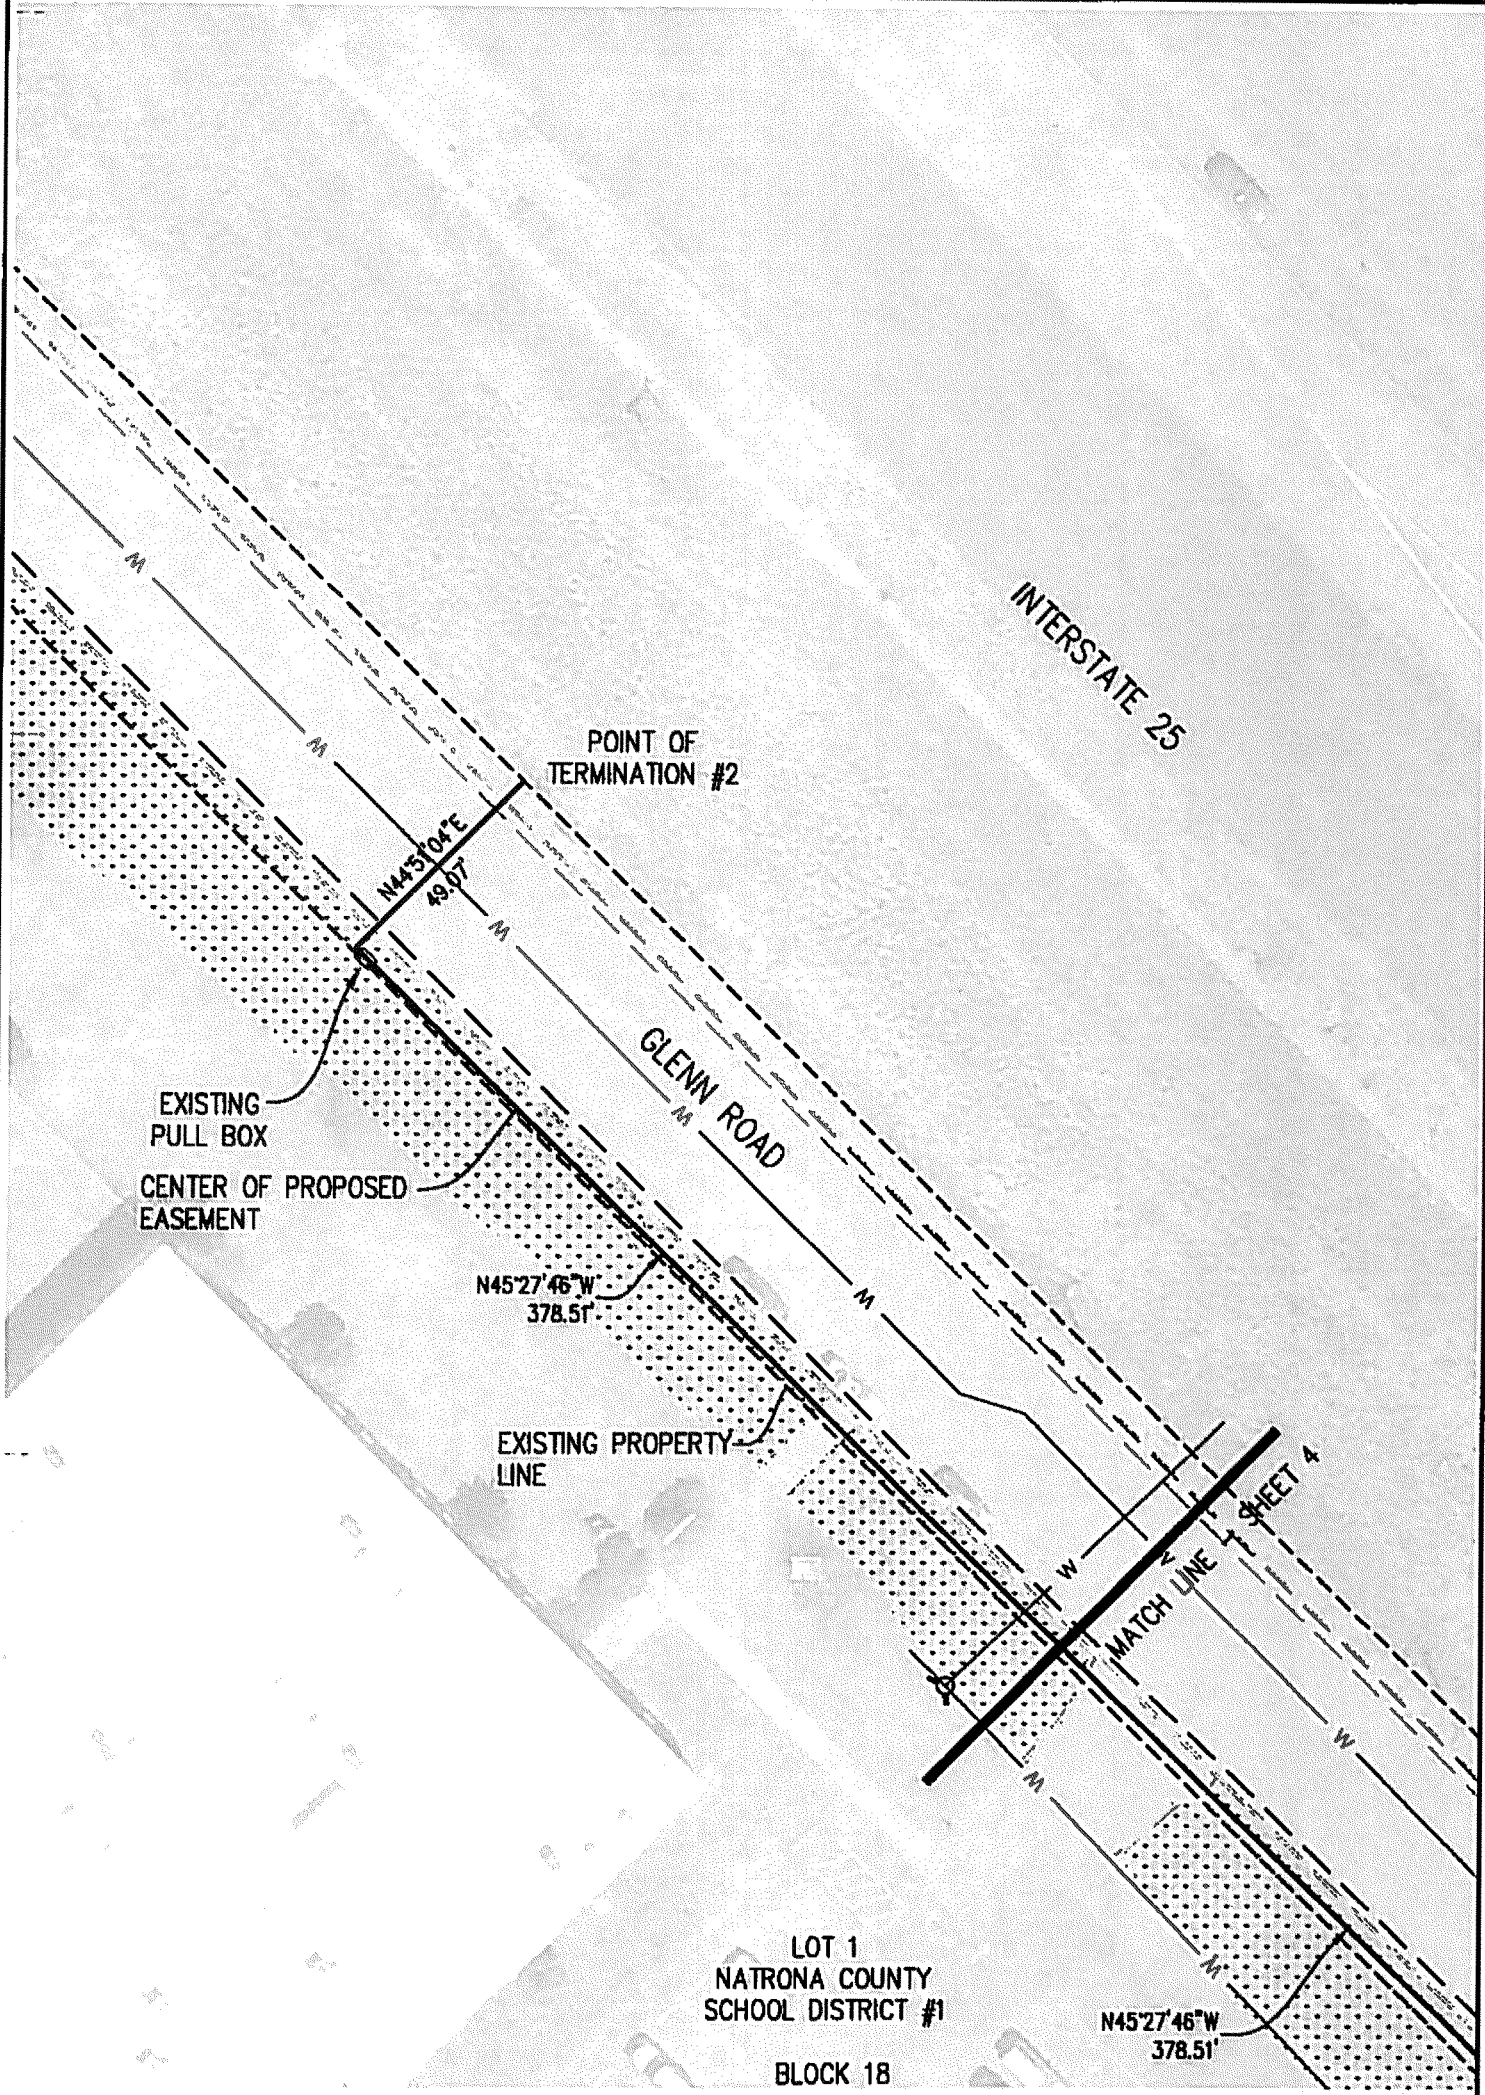 INTERSTATE 25
POINT OF
TERMINATION #2
N44°51'04"E
49.07'
W
W
W
GLENN ROAD
W
EXISTING
PULL BOX
CENTER OF PROPOSED
EASEMENT
N45°27'46"W
378.51'
W
EXISTING PROPERTY
LINE
SHEET 4
MATCH LINE
W
W
W
W
LOT 1
NATRONA COUNTY
SCHOOL DISTRICT #1
N45°27'46"W
378.51'
BLOCK 18